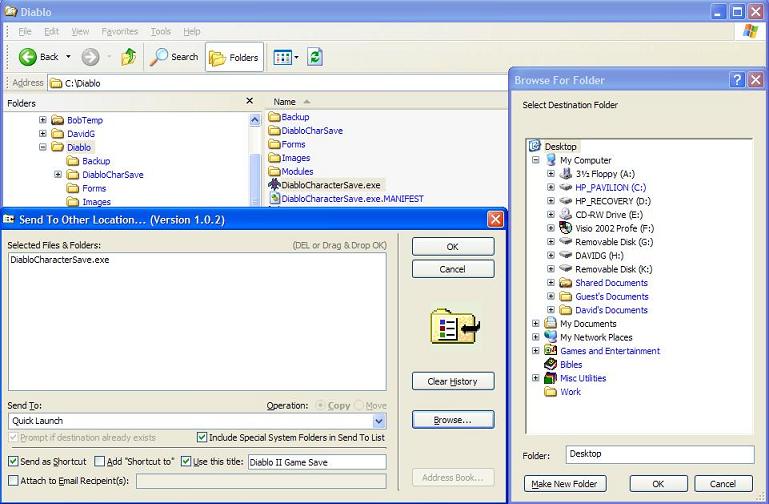 Diablo
File Edit View Favorites Tools Help
Back Search Folders
Address C:\Diablo
Folders
BobTemp
DavidG
Diablo
Backup
DiabloCharSave
Forms
Images
Name
Backup
DiabloCharSave
Forms
Images
Modules
DiabloCharacterSave.exe
DiabloCharacterSave.exe.MANIFEST
Send To Other Location... (Version 1.0.2)
Selected Files & Folders: (DEL or Drag & Drop OK)
DiabloCharacterSave.exe
Send To: Operation: Copy Move
Quick Launch
Prompt if destination already exists Include Special System Folders in Send To List
Send as Shortcut Add "Shortcut to" Use this title: Diablo II Game Save
Attach to Email Recipeint(s):
OK
Cancel
Clear History
Browse...
Address Book...
Browse For Folder
Select Destination Folder
Desktop
My Computer
3½ Floppy (A:)
HP_PAVILION (C:)
HP_RECOVERY (D:)
CD-RW Drive (E:)
Visio 2002 Profe (F:)
Removable Disk (G:)
DAVIDG (H:)
Removable Disk (K:)
Shared Documents
Guest's Documents
David's Documents
My Documents
My Network Places
Games and Entertainment
Bibles
Misc Utilities
Work
Folder: Desktop
Make New Folder OK Cancel